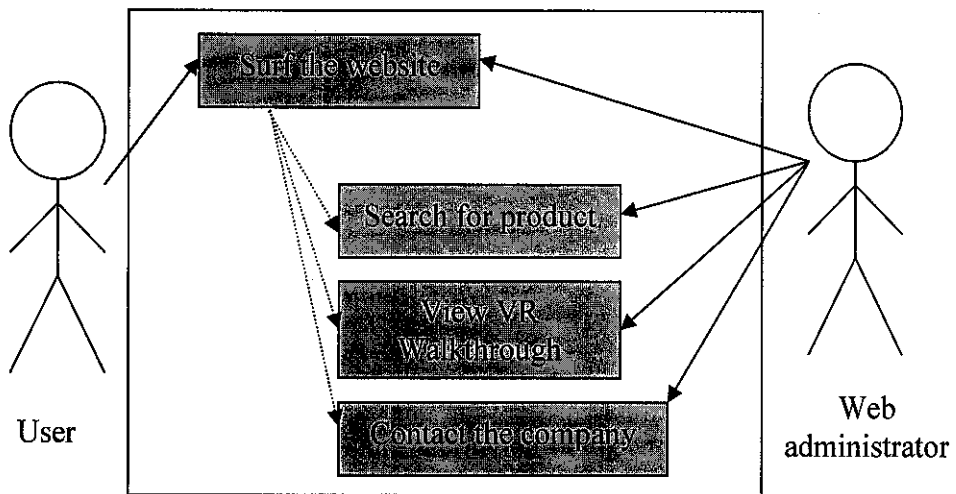 Surf the website
Search for product
View VR
Walkthrough
Contact the company
User
Web
administrator